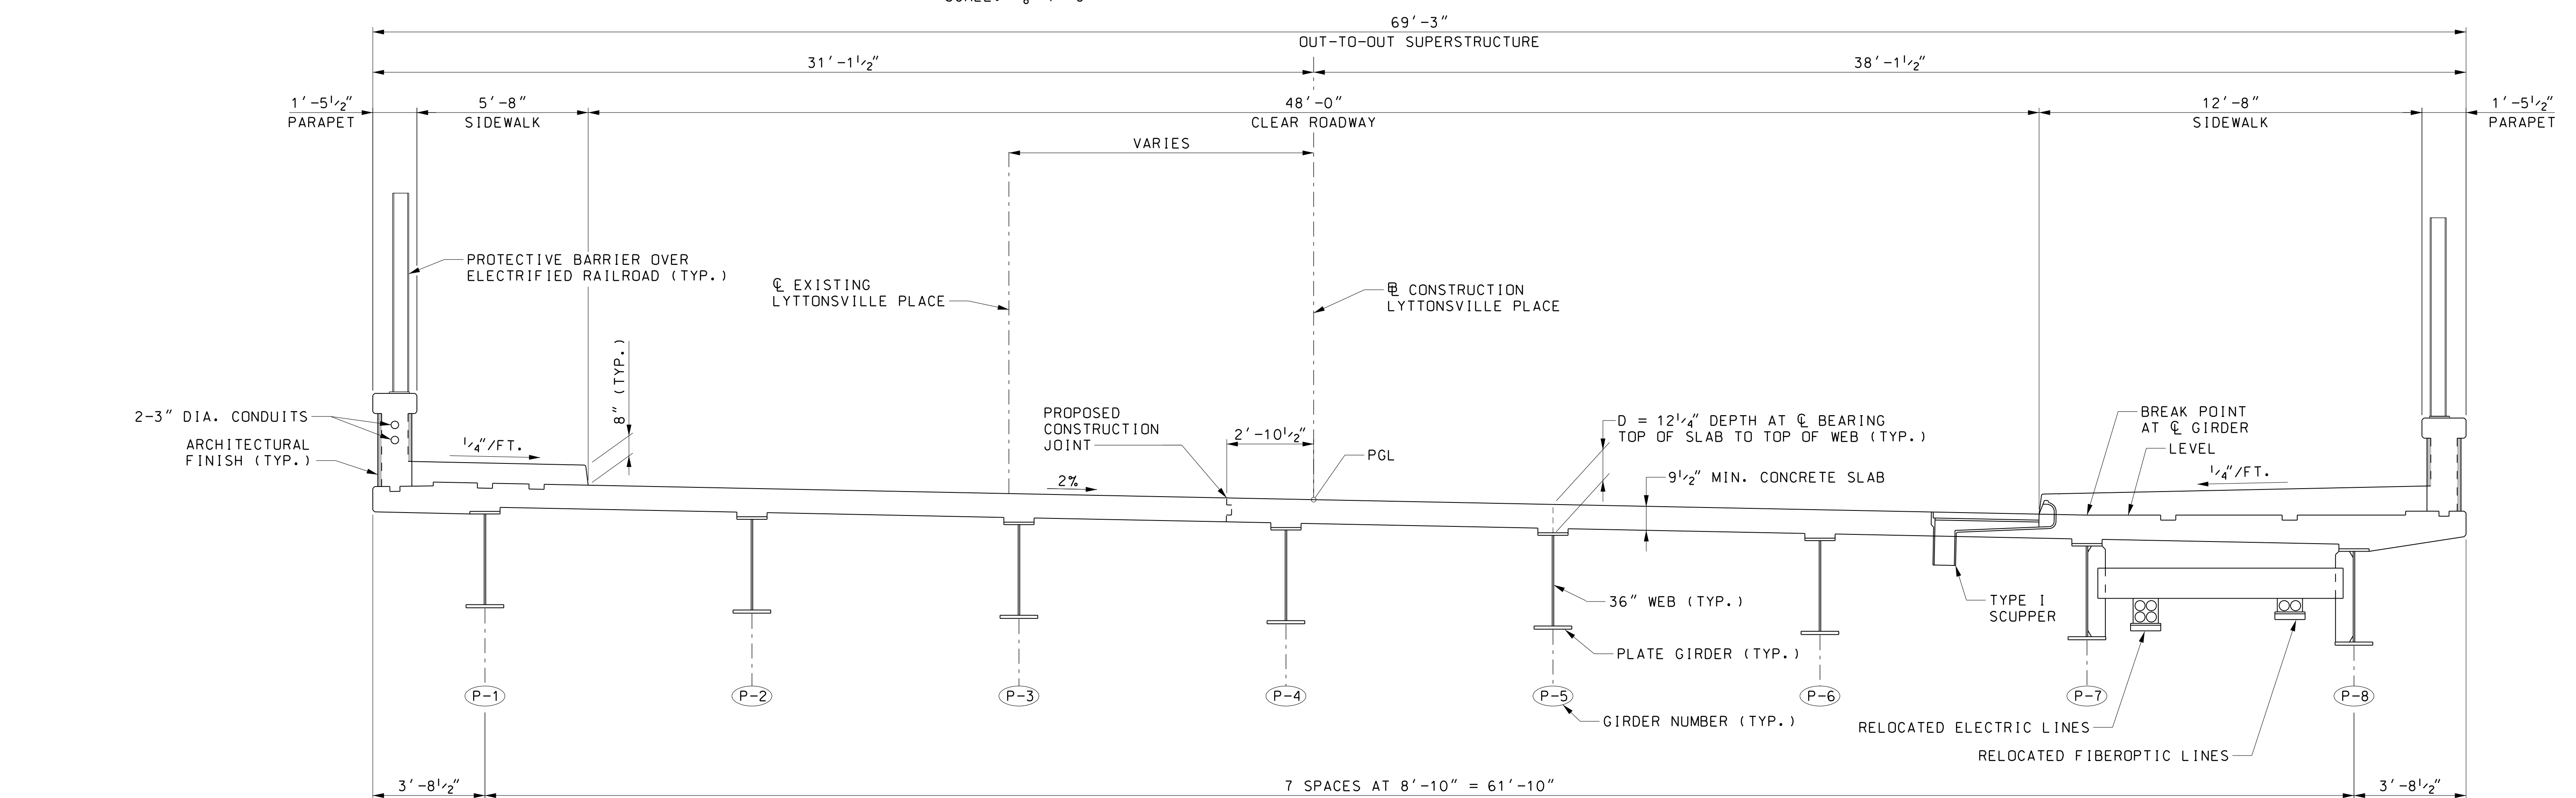 69'-3"
OUT-TO-OUT SUPERSTRUCTURE
31'-1½"
38'-1½"
1'-5½"
PARAPET
5'-8"
SIDEWALK
48'-0"
CLEAR ROADWAY
12'-8"
SIDEWALK
1'-5½"
PARAPET
VARIES
PROTECTIVE BARRIER OVER
ELECTRIFIED RAILROAD (TYP.)
℄ EXISTING
LYTTONSVILLE PLACE
BL CONSTRUCTION
LYTTONSVILLE PLACE
8" (TYP.)
2-3" DIA. CONDUITS
ARCHITECTURAL
FINISH (TYP.)
¼"/FT.
2%
PROPOSED
CONSTRUCTION
JOINT
2'-10½"
PGL
D = 12¼" DEPTH AT ℄ BEARING
TOP OF SLAB TO TOP OF WEB (TYP.)
9½" MIN. CONCRETE SLAB
BREAK POINT
AT ℄ GIRDER
LEVEL
¼"/FT.
36" WEB (TYP.)
TYPE I
SCUPPER
PLATE GIRDER (TYP.)
P-1
P-2
P-3
P-4
P-5
P-6
P-7
P-8
GIRDER NUMBER (TYP.)
RELOCATED ELECTRIC LINES
RELOCATED FIBEROPTIC LINES
3'-8½"
7 SPACES AT 8'-10" = 61'-10"
3'-8½"